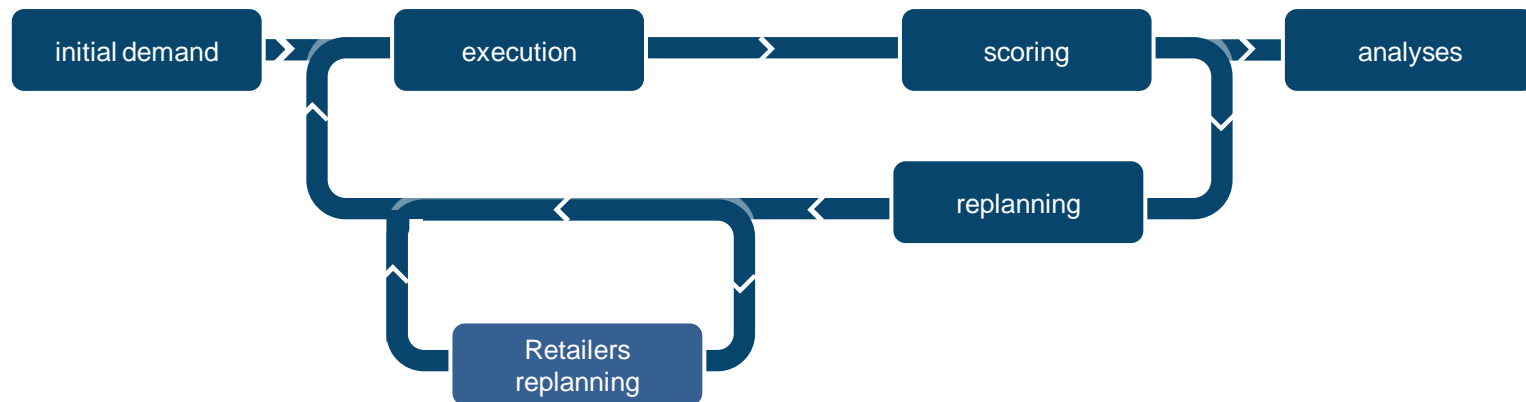 initial demand
execution
scoring
analyses
replanning
Retailers
replanning